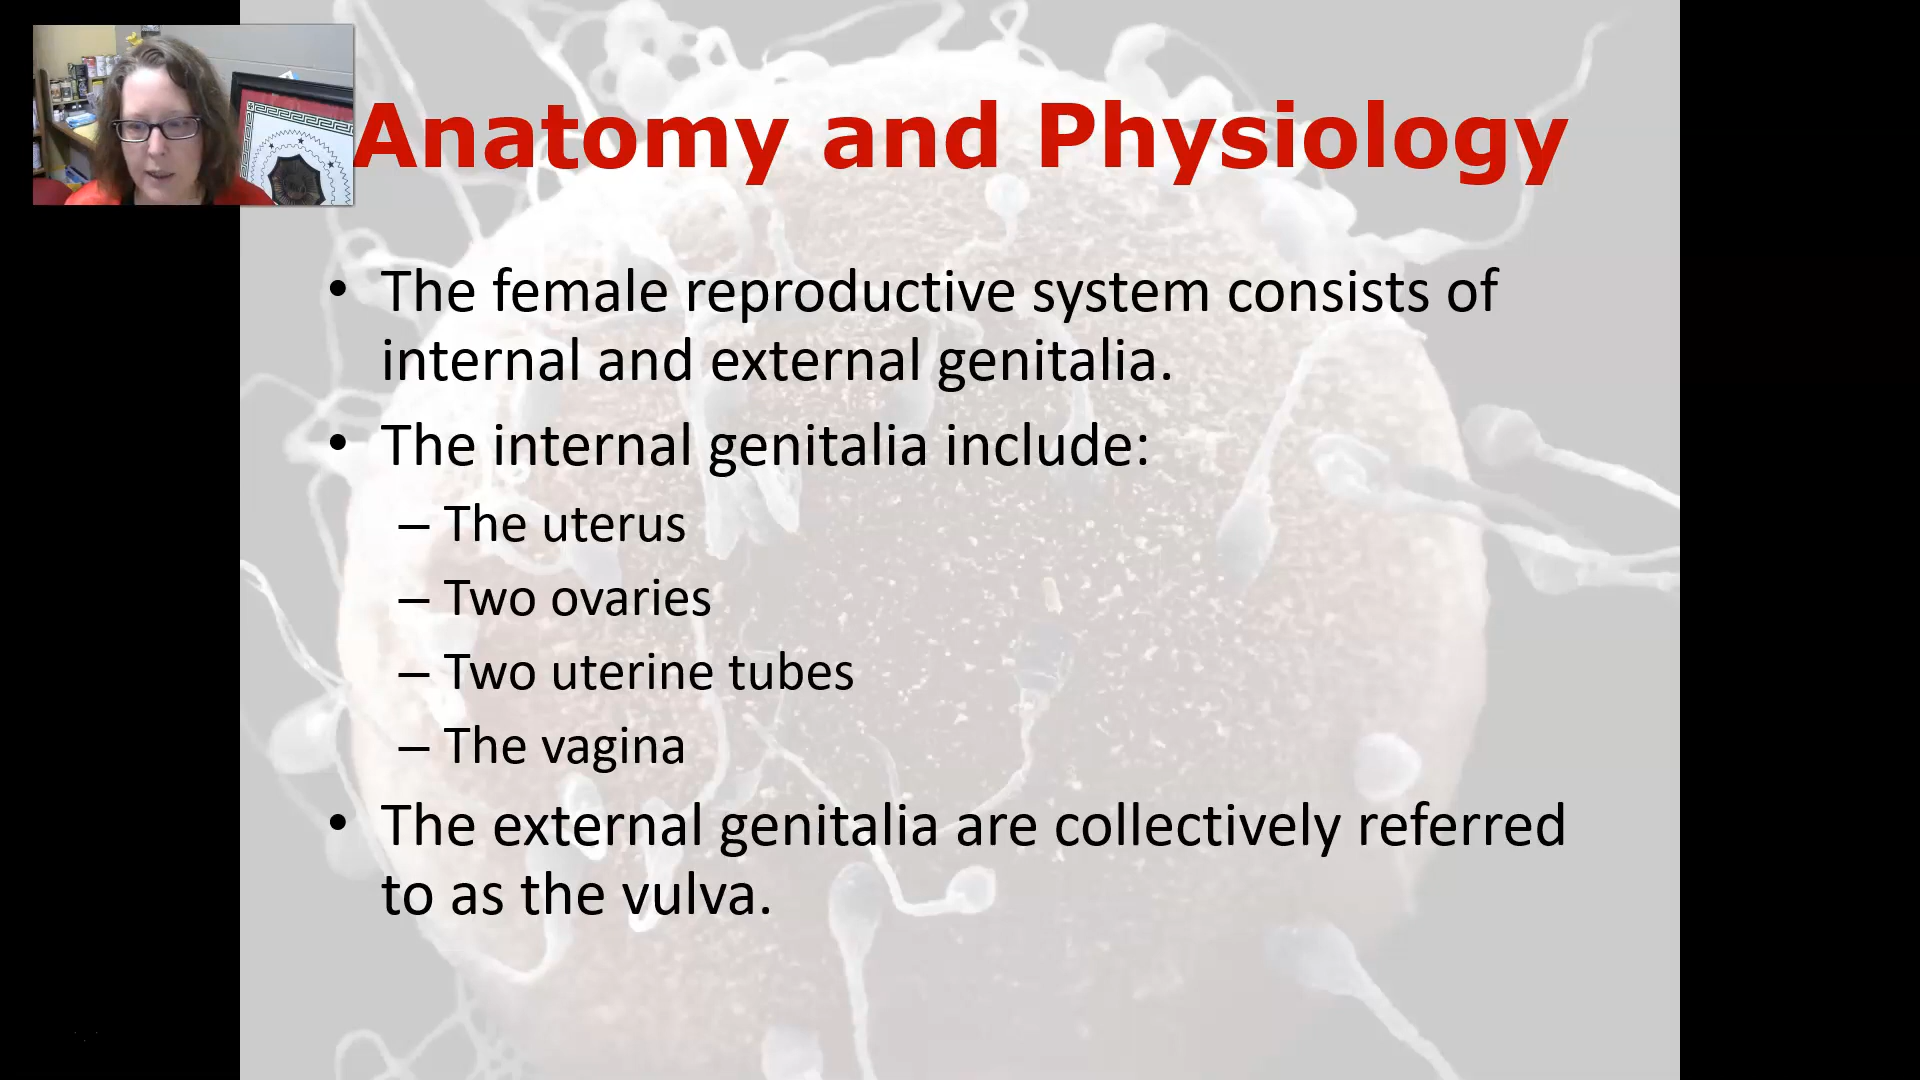 Anatomy and Physiology
• The female reproductive system consists of
internal and external genitalia.
• The internal genitalia include:
– The uterus
– Two ovaries
– Two uterine tubes
– The vagina
• The external genitalia are collectively referred
to as the vulva.